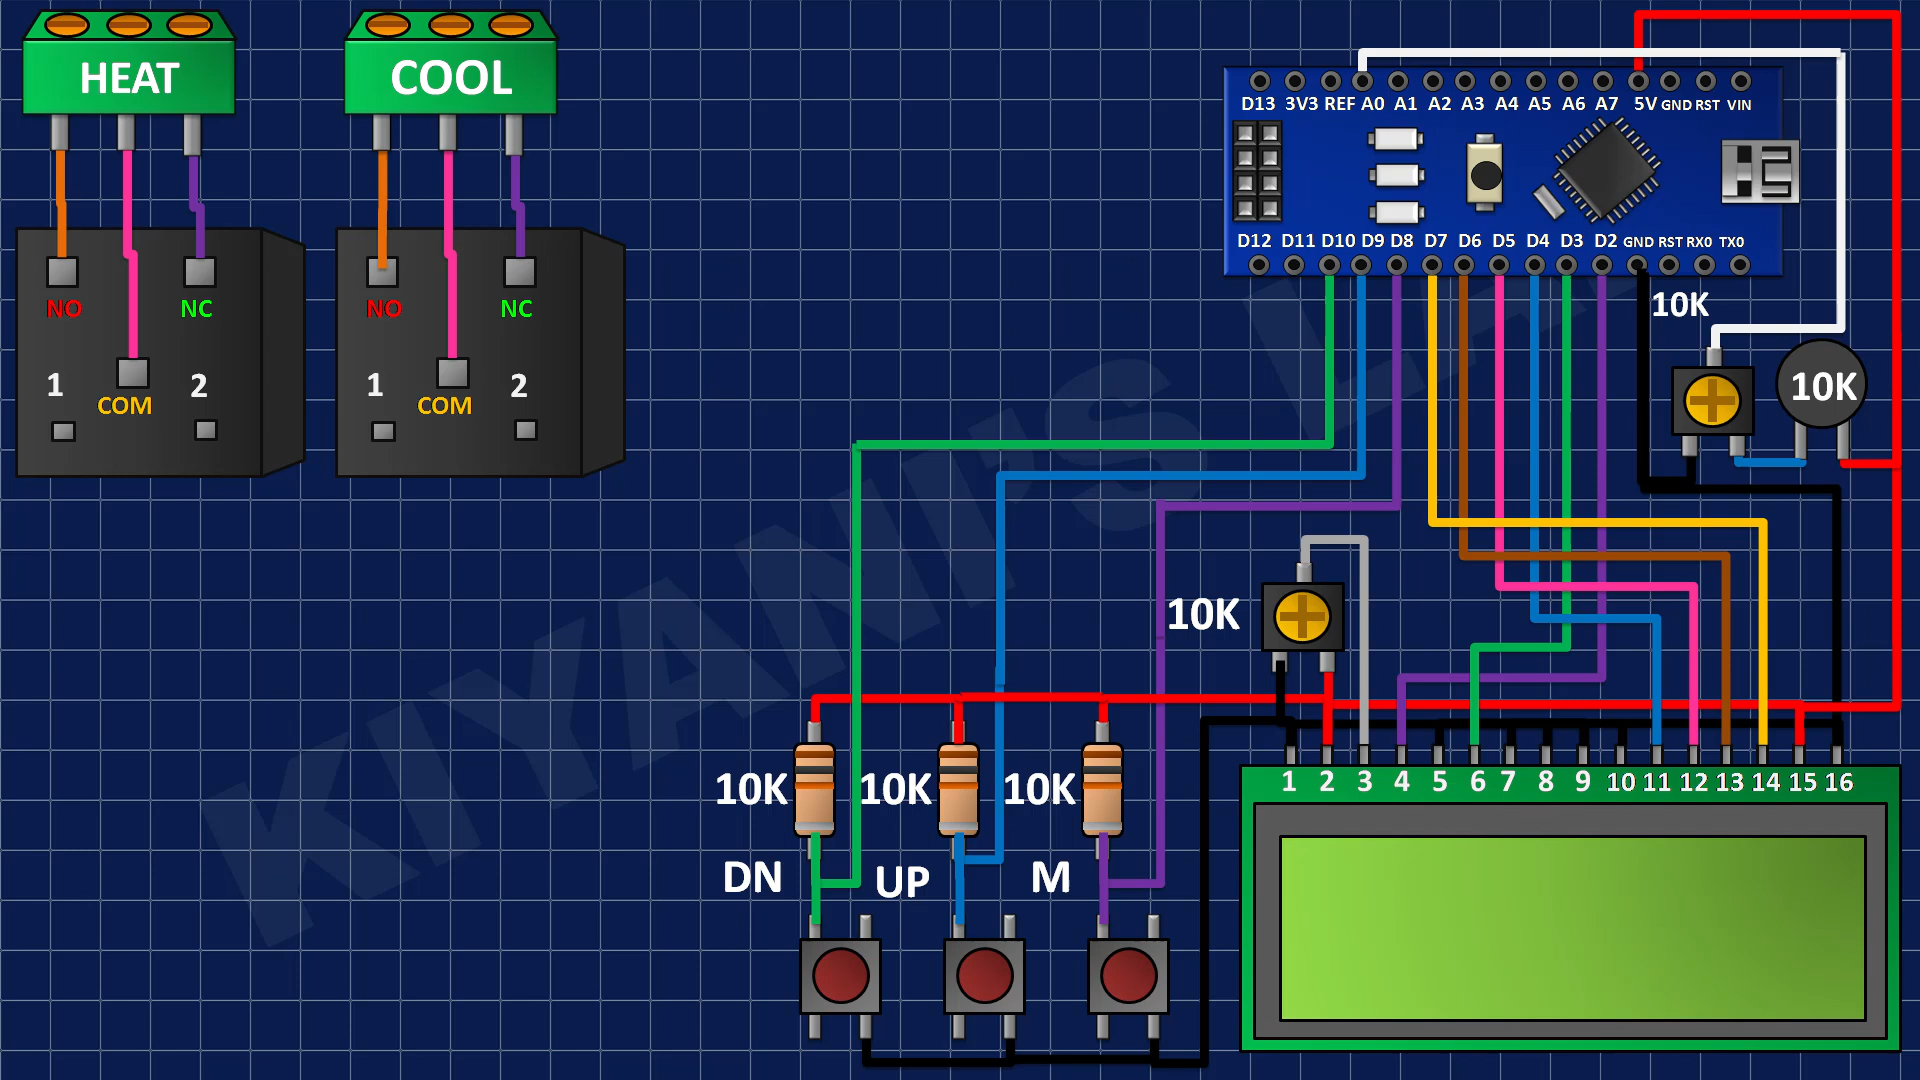 HEAT
COOL
NO
NC
1
COM
2
NO
NC
1
COM
2
D13 3V3 REF A0 A1 A2 A3 A4 A5 A6 A7 5V GND RST VIN
D12 D11 D10 D9 D8 D7 D6 D5 D4 D3 D2 GND RST RX0 TX0
10K
10K
10K
10K
10K
10K
DN
UP
M
1 2 3 4 5 6 7 8 9 10 11 12 13 14 15 16
KIYANI'S LAB